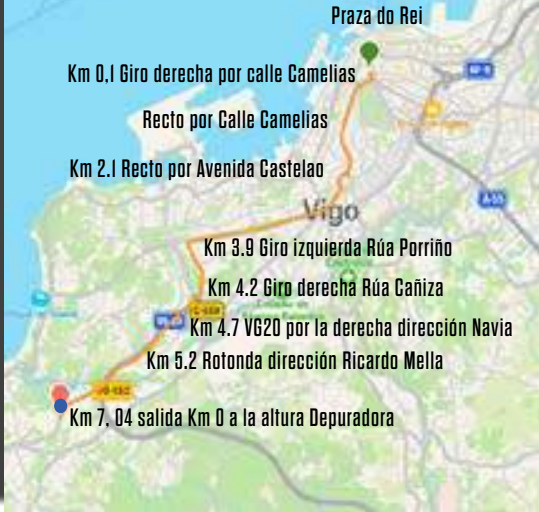 Praza do Rei
Km 0,1 Giro derecha por calle Camelias
Recto por Calle Camelias
Km 2.1 Recto por Avenida Castelao
Vigo
A-55
Km 3.9 Giro izquierda Rúa Porriño
Km 4.2 Giro derecha Rúa Cañiza
Km 4.7 VG20 por la derecha dirección Navia
Km 5.2 Rotonda dirección Ricardo Mella
Km 7, 04 salida Km 0 a la altura Depuradora